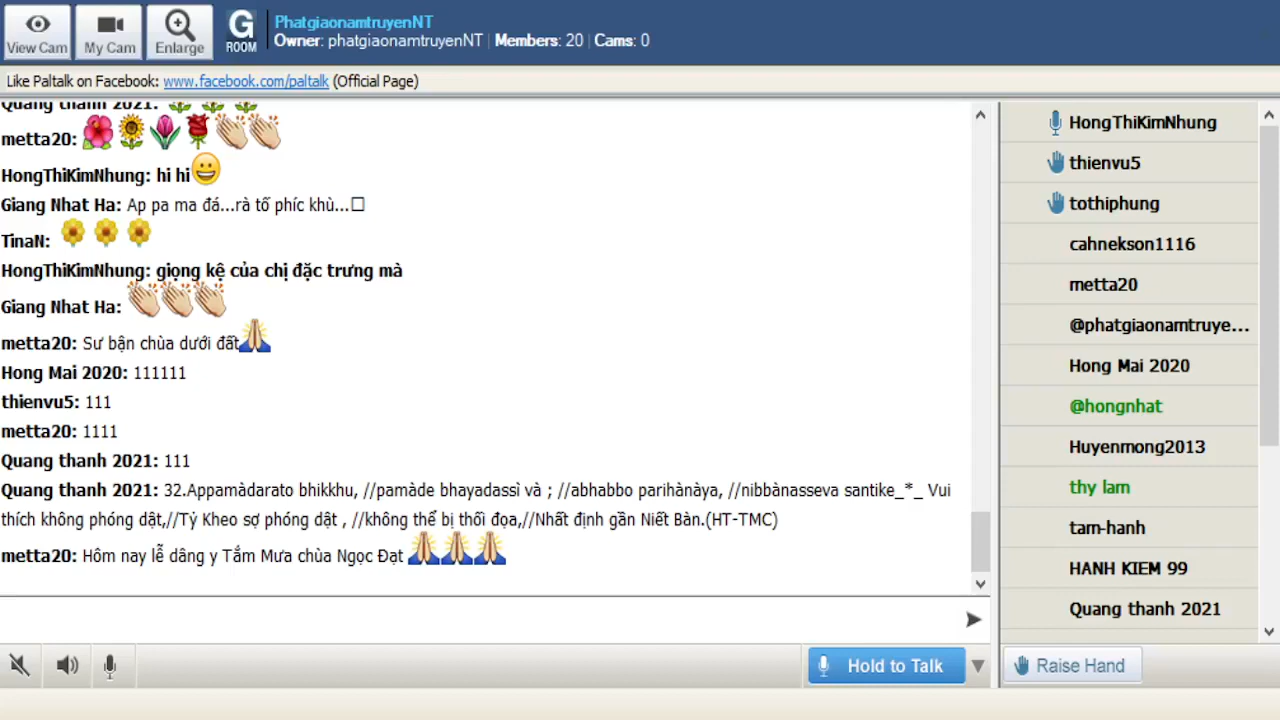 View Cam
My Cam
Enlarge
G
ROOM
PhatgiaonamtruyenNT
Owner: phatgiaonamtruyenNT | Members: 20 | Cams: 0
Like Paltalk on Facebook: www.facebook.com/paltalk (Official Page)
Quang thanh 2021:
metta20:
HongThiKimNhung: hi hi
Giang Nhat Ha: Ap pa ma đá...rà tố phíc khù...
TinaN:
HongThiKimNhung: giọng kệ của chị đặc trưng mà
Giang Nhat Ha:
metta20: Sư bận chùa dưới đất
Hong Mai 2020: 111111
thienvu5: 111
metta20: 1111
Quang thanh 2021: 111
Quang thanh 2021: 32.Appamàdarato bhikkhu, //pamàde bhayadassì và ; //abhabbo parihànàya, //nibbànasseva santike_*_ Vui
thích không phóng dật,//Tỷ Kheo sợ phóng dật , //không thể bị thối đọa,//Nhất định gần Niết Bàn.(HT-TMC)
metta20: Hôm nay lễ dâng y Tắm Mưa chùa Ngọc Đạt
Hold to Talk
HongThiKimNhung
thienvu5
tothiphung
cahnekson1116
metta20
@phatgiaonamtruye...
Hong Mai 2020
@hongnhat
Huyenmong2013
thy lam
tam-hanh
HANH KIEM 99
Quang thanh 2021
Raise Hand